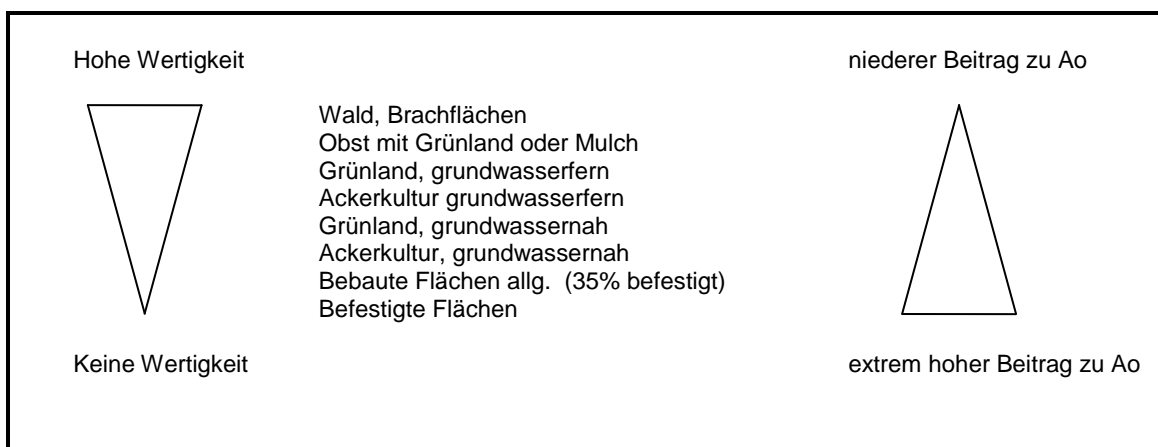 Hohe Wertigkeit
niederer Beitrag zu Ao
Wald, Brachflächen
Obst mit Grünland oder Mulch
Grünland, grundwasserfern
Ackerkultur grundwasserfern
Grünland, grundwassernah
Ackerkultur, grundwassernah
Bebaute Flächen allg. (35% befestigt)
Befestigte Flächen
Keine Wertigkeit
extrem hoher Beitrag zu Ao